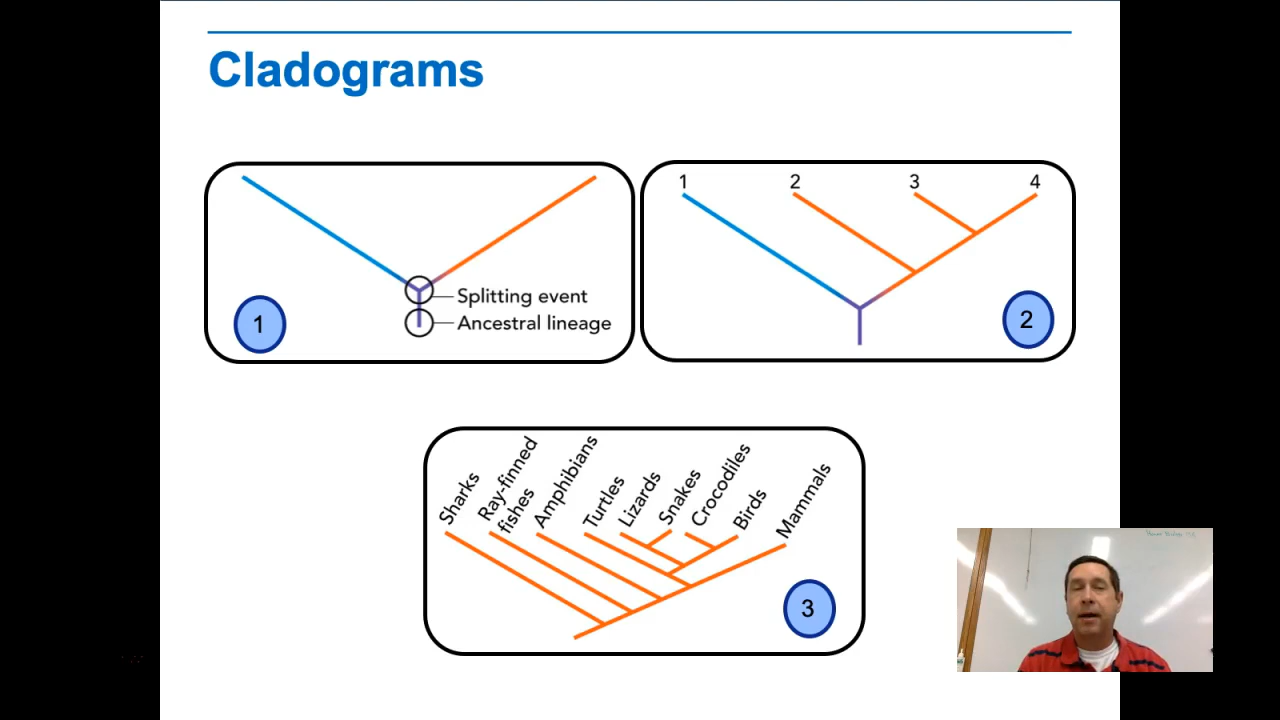 Cladograms
Splitting event
Ancestral lineage
1
1
2
3
4
2
Sharks
Ray-finned
fishes
Amphibians
Turtles
Lizards
Snakes
Crocodiles
Birds
Mammals
3